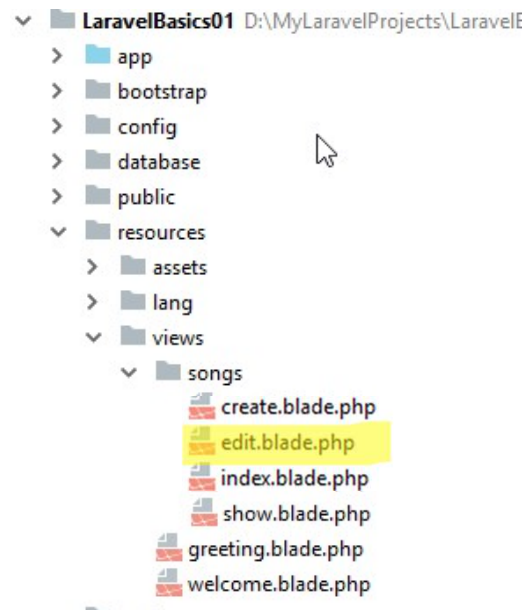 LaravelBasics01 D:\MyLaravelProjects\Laravel
app
bootstrap
config
database
public
resources
assets
lang
views
songs
create.blade.php
edit.blade.php
index.blade.php
show.blade.php
greeting.blade.php
welcome.blade.php